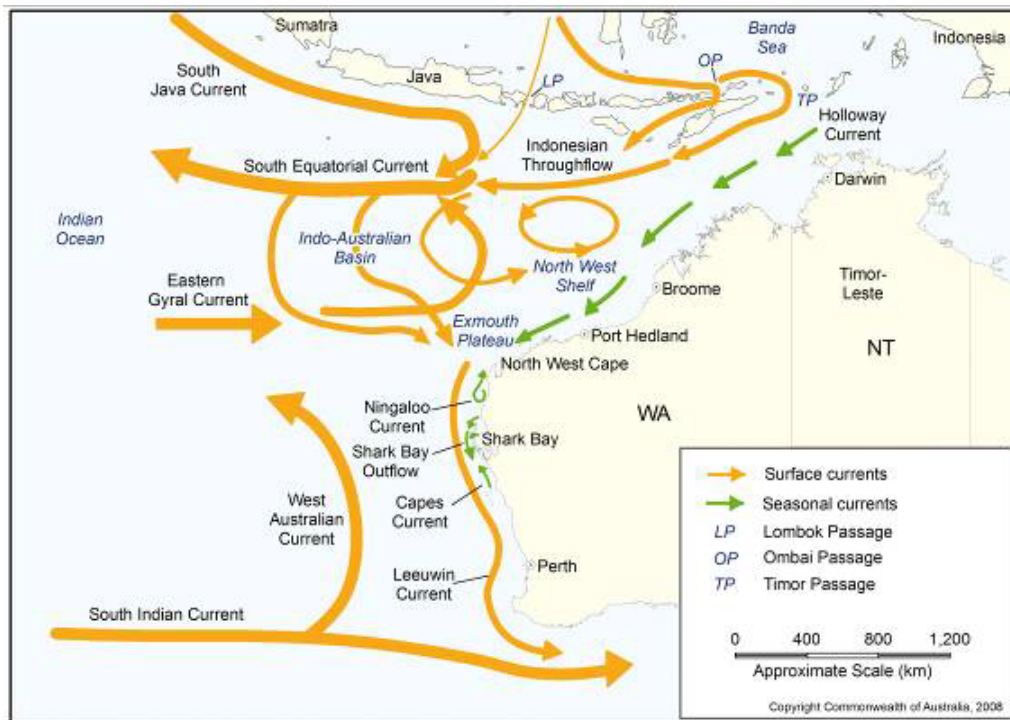 Sumatra
Banda
Sea
Indonesia
South
Java Current
Java
LP
OP
TP
Holloway
Current
Indonesian
Throughflow
South Equatorial Current
Darwin
Indian
Ocean
Indo-Australian
Basin
North West
Shelf
Timor-
Leste
Eastern
Gyral Current
Broome
Exmouth
Plateau
Port Hedland
NT
North West Cape
Ningaloo
Current
WA
Shark Bay
Shark Bay
Outflow
Capes
Current
West
Australian
Current
Perth
Leeuwin
Current
South Indian Current
Surface currents
Seasonal currents
LP Lombok Passage
OP Ombai Passage
TP Timor Passage
0 400 800 1,200
Approximate Scale (km)
Copyright Commonwealth of Australia, 2008